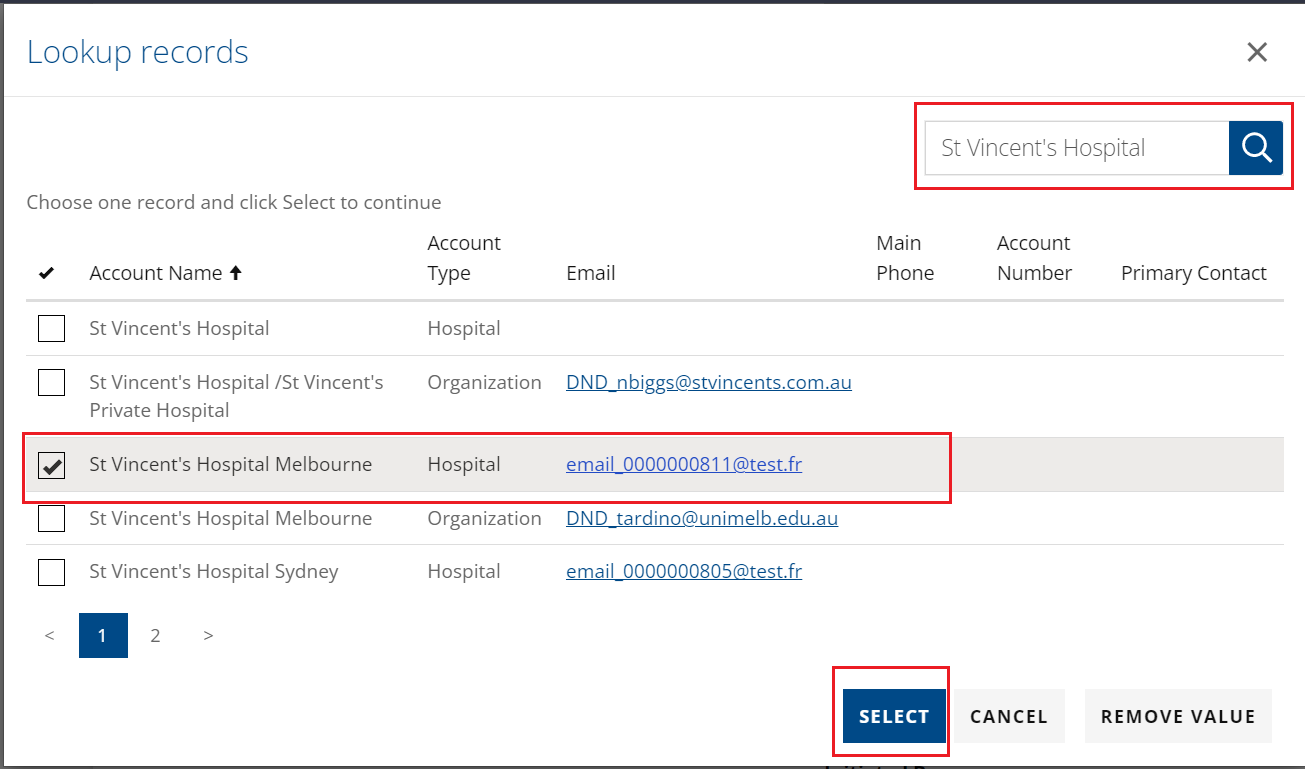 Lookup records
St Vincent's Hospital
Choose one record and click Select to continue
Account Name
Account
Type
Email
Main
Phone
Account
Number
Primary Contact
St Vincent's Hospital Hospital
St Vincent's Hospital /St Vincent's
Private Hospital
Organization DND_nbiggs@stvincents.com.au
St Vincent's Hospital Melbourne Hospital email_0000000811@test.fr
St Vincent's Hospital Melbourne Organization DND_tardino@unimelb.edu.au
St Vincent's Hospital Sydney Hospital email_0000000805@test.fr
< 1 2 >
SELECT CANCEL REMOVE VALUE